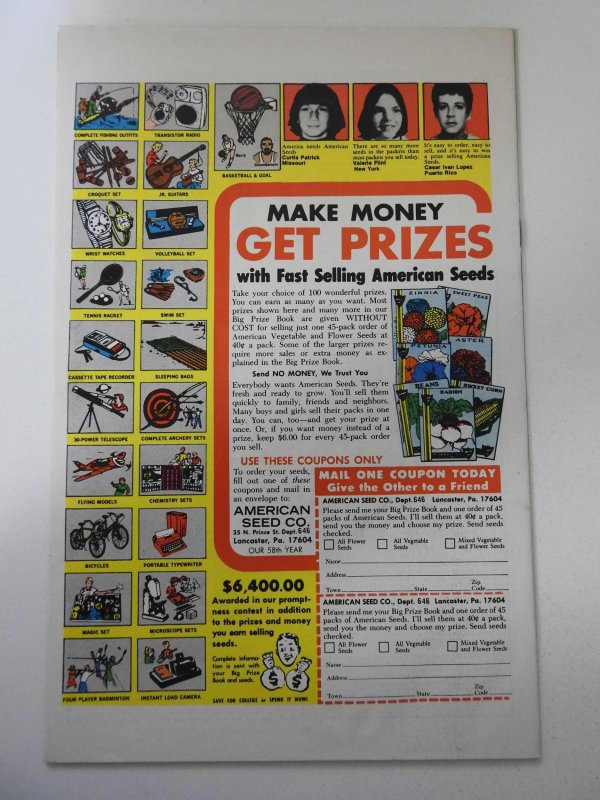 COMPLETE FISHING OUTFITS
TRANSISTOR RADIO
CROQUET SET
JR. GUITARS
WRIST WATCHES
VOLLEYBALL SET
TENNIS RACKET
SWIM SET
CASSETTE TAPE RECORDER
SLEEPING BAGS
30-POWER TELESCOPE
COMPLETE ARCHERY SETS
FLYING MODELS
CHEMISTRY SETS
BICYCLES
PORTABLE TYPEWRITER
MAGIC SET
MICROSCOPE SETS
FOUR PLAYER BADMINTON
INSTANT LOAD CAMERA
Barry
Chamberlain
BASKETBALL & GOAL
America needs American
Seeds.
Curtis Patrick
Missouri
There are so many more
seeds in the packets than
most packets you sell today.
Valerie Flint
New York
It's easy to order, easy to
sell, and it's easy to win
a prize selling American
Seeds.
Cesar Ivan Lopez
Puerto Rico
MAKE MONEY
GET PRIZES
with Fast Selling American Seeds
Take your choice of 100 wonderful prizes.
You can earn as many as you want. Most
prizes shown here and many more in our
Big Prize Book are given WITHOUT
COST for selling just one 45-pack order of
American Vegetable and Flower Seeds at
40¢ a pack. Some of the larger prizes re-
quire more sales or extra money as ex-
plained in the Big Prize Book.
Send NO MONEY, We Trust You
Everybody wants American Seeds. They're
fresh and ready to grow. You'll sell them
quickly to family, friends and neighbors.
Many boys and girls sell their packs in one
day. You can, too—and get your prize at
once. Or, if you want money instead of a
prize, keep $6.00 for every 45-pack order
you sell.
ZINNIA
SWEET PEAS
PETUNIA
ASTER
BEANS
RADISH
SWEET CORN
USE THESE COUPONS ONLY
To order your seeds,
fill out one of these
coupons and mail in
an envelope to:
AMERICAN
SEED CO.
35 N. Prince St. Dept. 646
Lancaster, Pa. 17604
OUR 58th YEAR
$6,400.00
Awarded in our prompt-
ness contest in addition
to the prizes and money
you earn selling
seeds.
Complete informa-
tion is sent with
your Big Prize
Book and seeds.
$ $
SAVE FOR COLLEGE or SPEND IT NOW!
MAIL ONE COUPON TODAY
Give the Other to a Friend
AMERICAN SEED CO., Dept. 646 Lancaster, Pa. 17604
Please send me your Big Prize Book and one order of 45
packs of American Seeds. I'll sell them at 40¢ a pack,
send you the money and choose my prize. Send seeds
checked.
All Flower
Seeds
All Vegetable
Seeds
Mixed Vegetable
and Flower Seeds
Name
Address
Town State Zip Code
AMERICAN SEED CO., Dept. 646 Lancaster, Pa. 17604
Please send me your Big Prize Book and one order of 45
packs of American Seeds. I'll sell them at 40¢ a pack,
send you the money and choose my prize. Send seeds
checked.
All Flower
Seeds
All Vegetable
Seeds
Mixed Vegetable
and Flower Seeds
Name
Address
Town State Zip Code